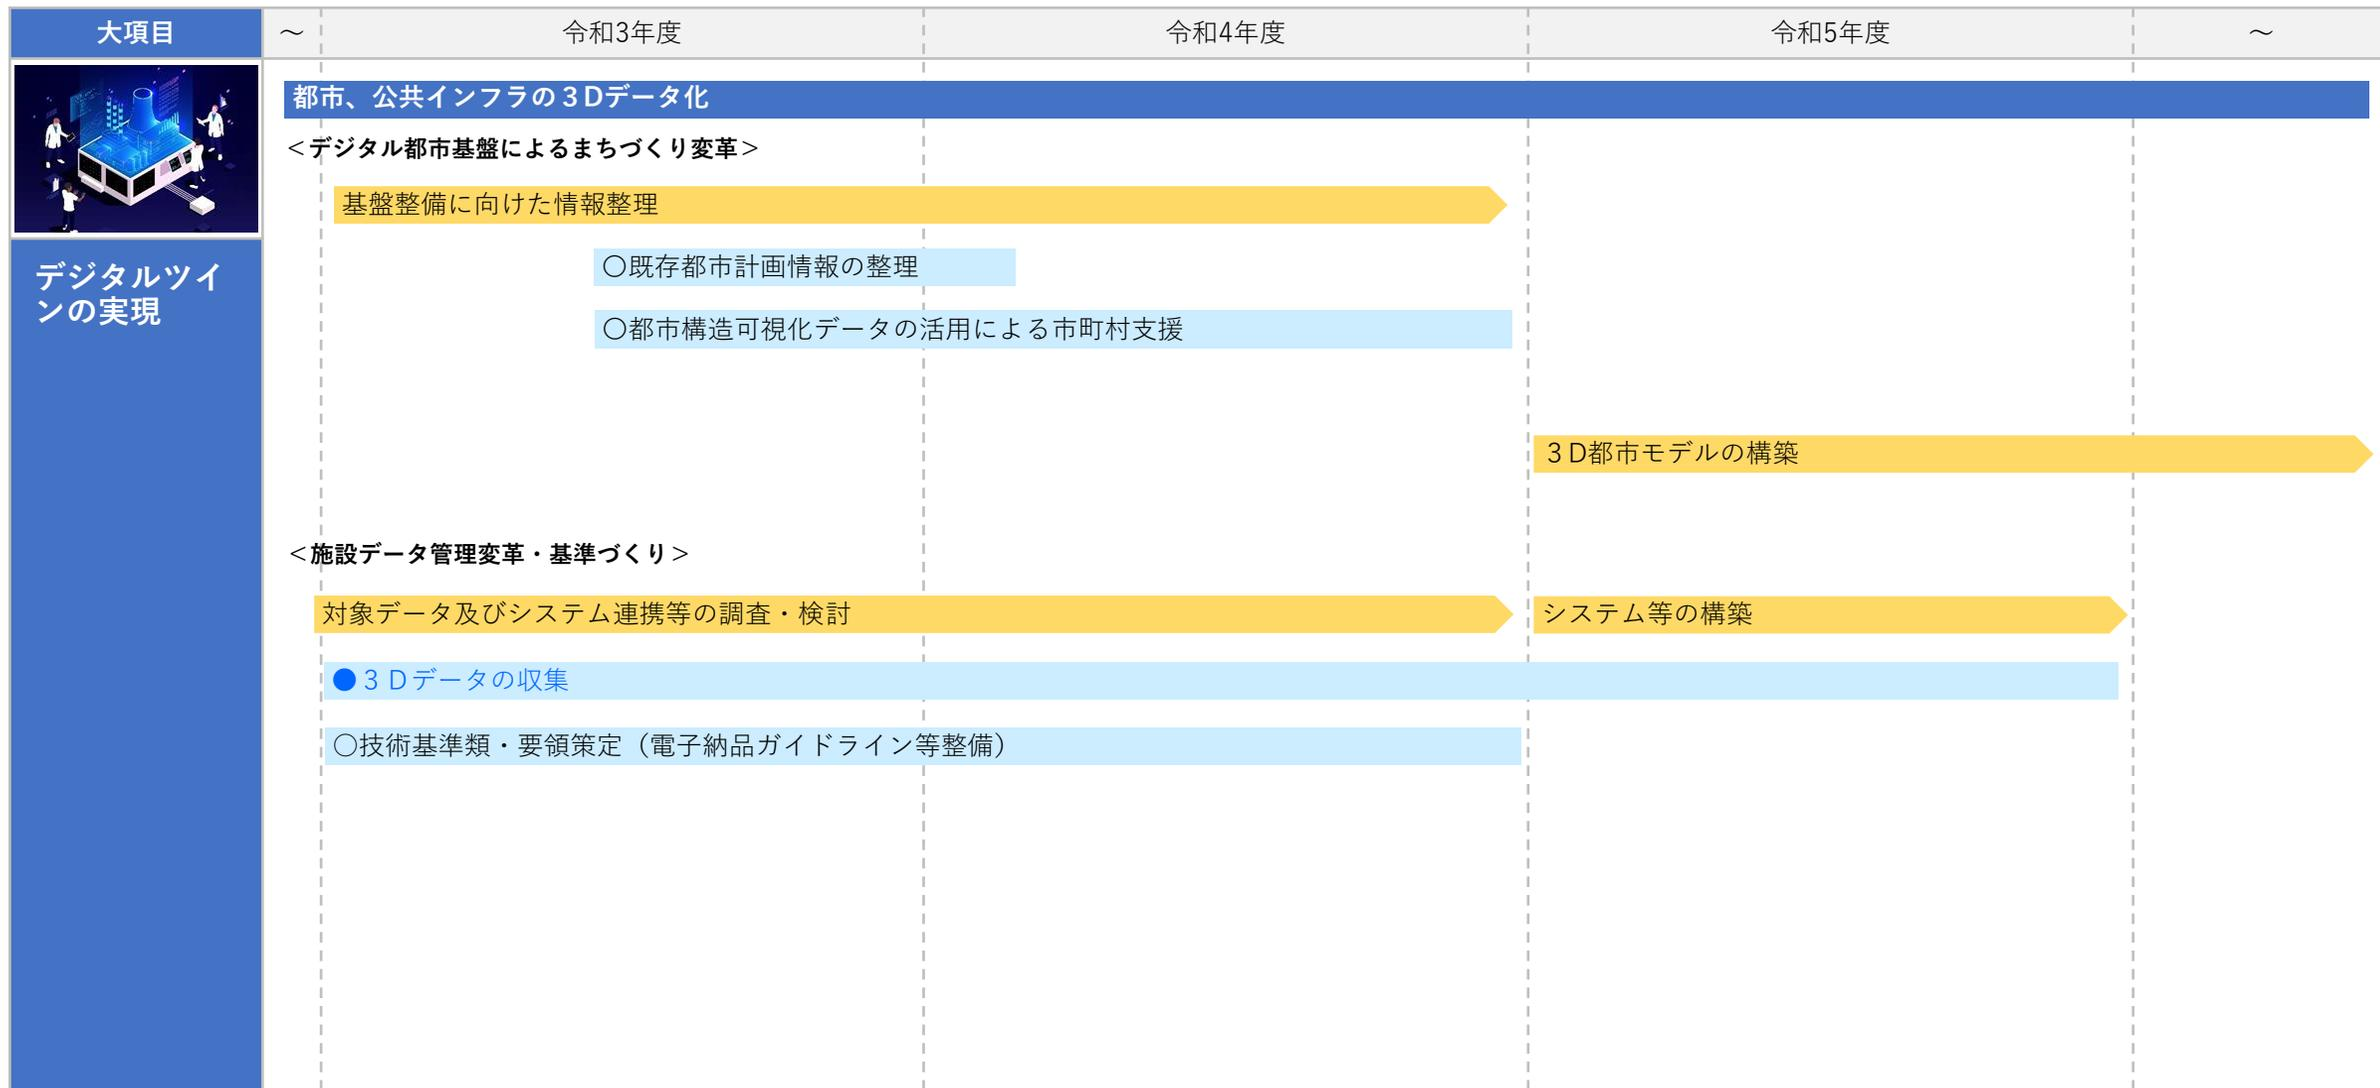 大項目
～
令和3年度
令和4年度
令和5年度
～
デジタルツイ
ンの実現
都市、公共インフラの３Dデータ化
＜デジタル都市基盤によるまちづくり変革＞
基盤整備に向けた情報整理
〇既存都市計画情報の整理
〇都市構造可視化データの活用による市町村支援
３D都市モデルの構築
＜施設データ管理変革・基準づくり＞
対象データ及びシステム連携等の調査・検討
システム等の構築
●３Ｄデータの収集
〇技術基準類・要領策定（電子納品ガイドライン等整備）